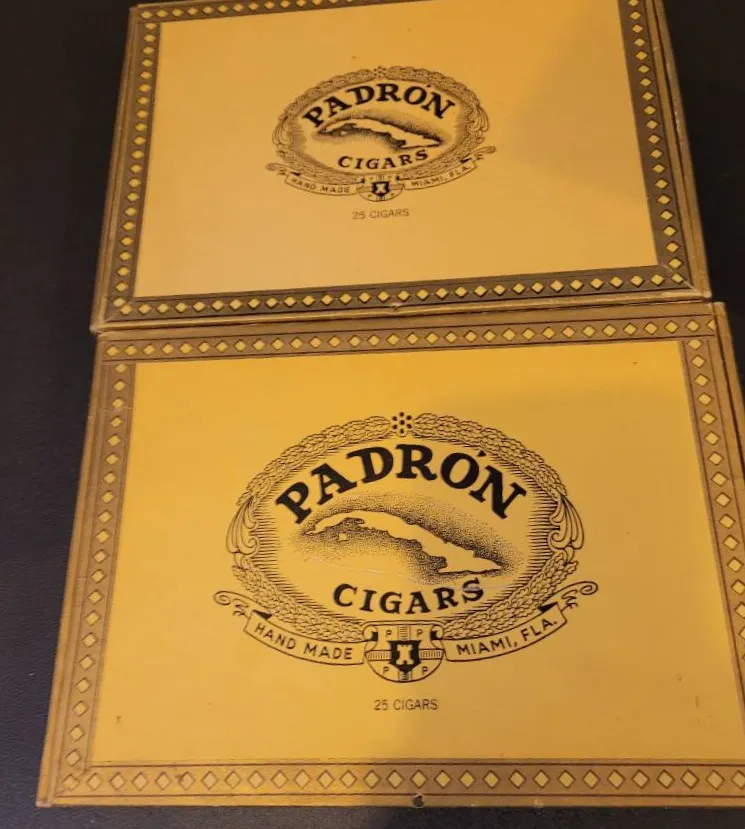 PADRÓN
CIGARS
HAND MADE MIAMI, FLA.
25 CIGARS
PADRÓN
CIGARS
P P
HAND MADE MIAMI, FLA.
P P
25 CIGARS